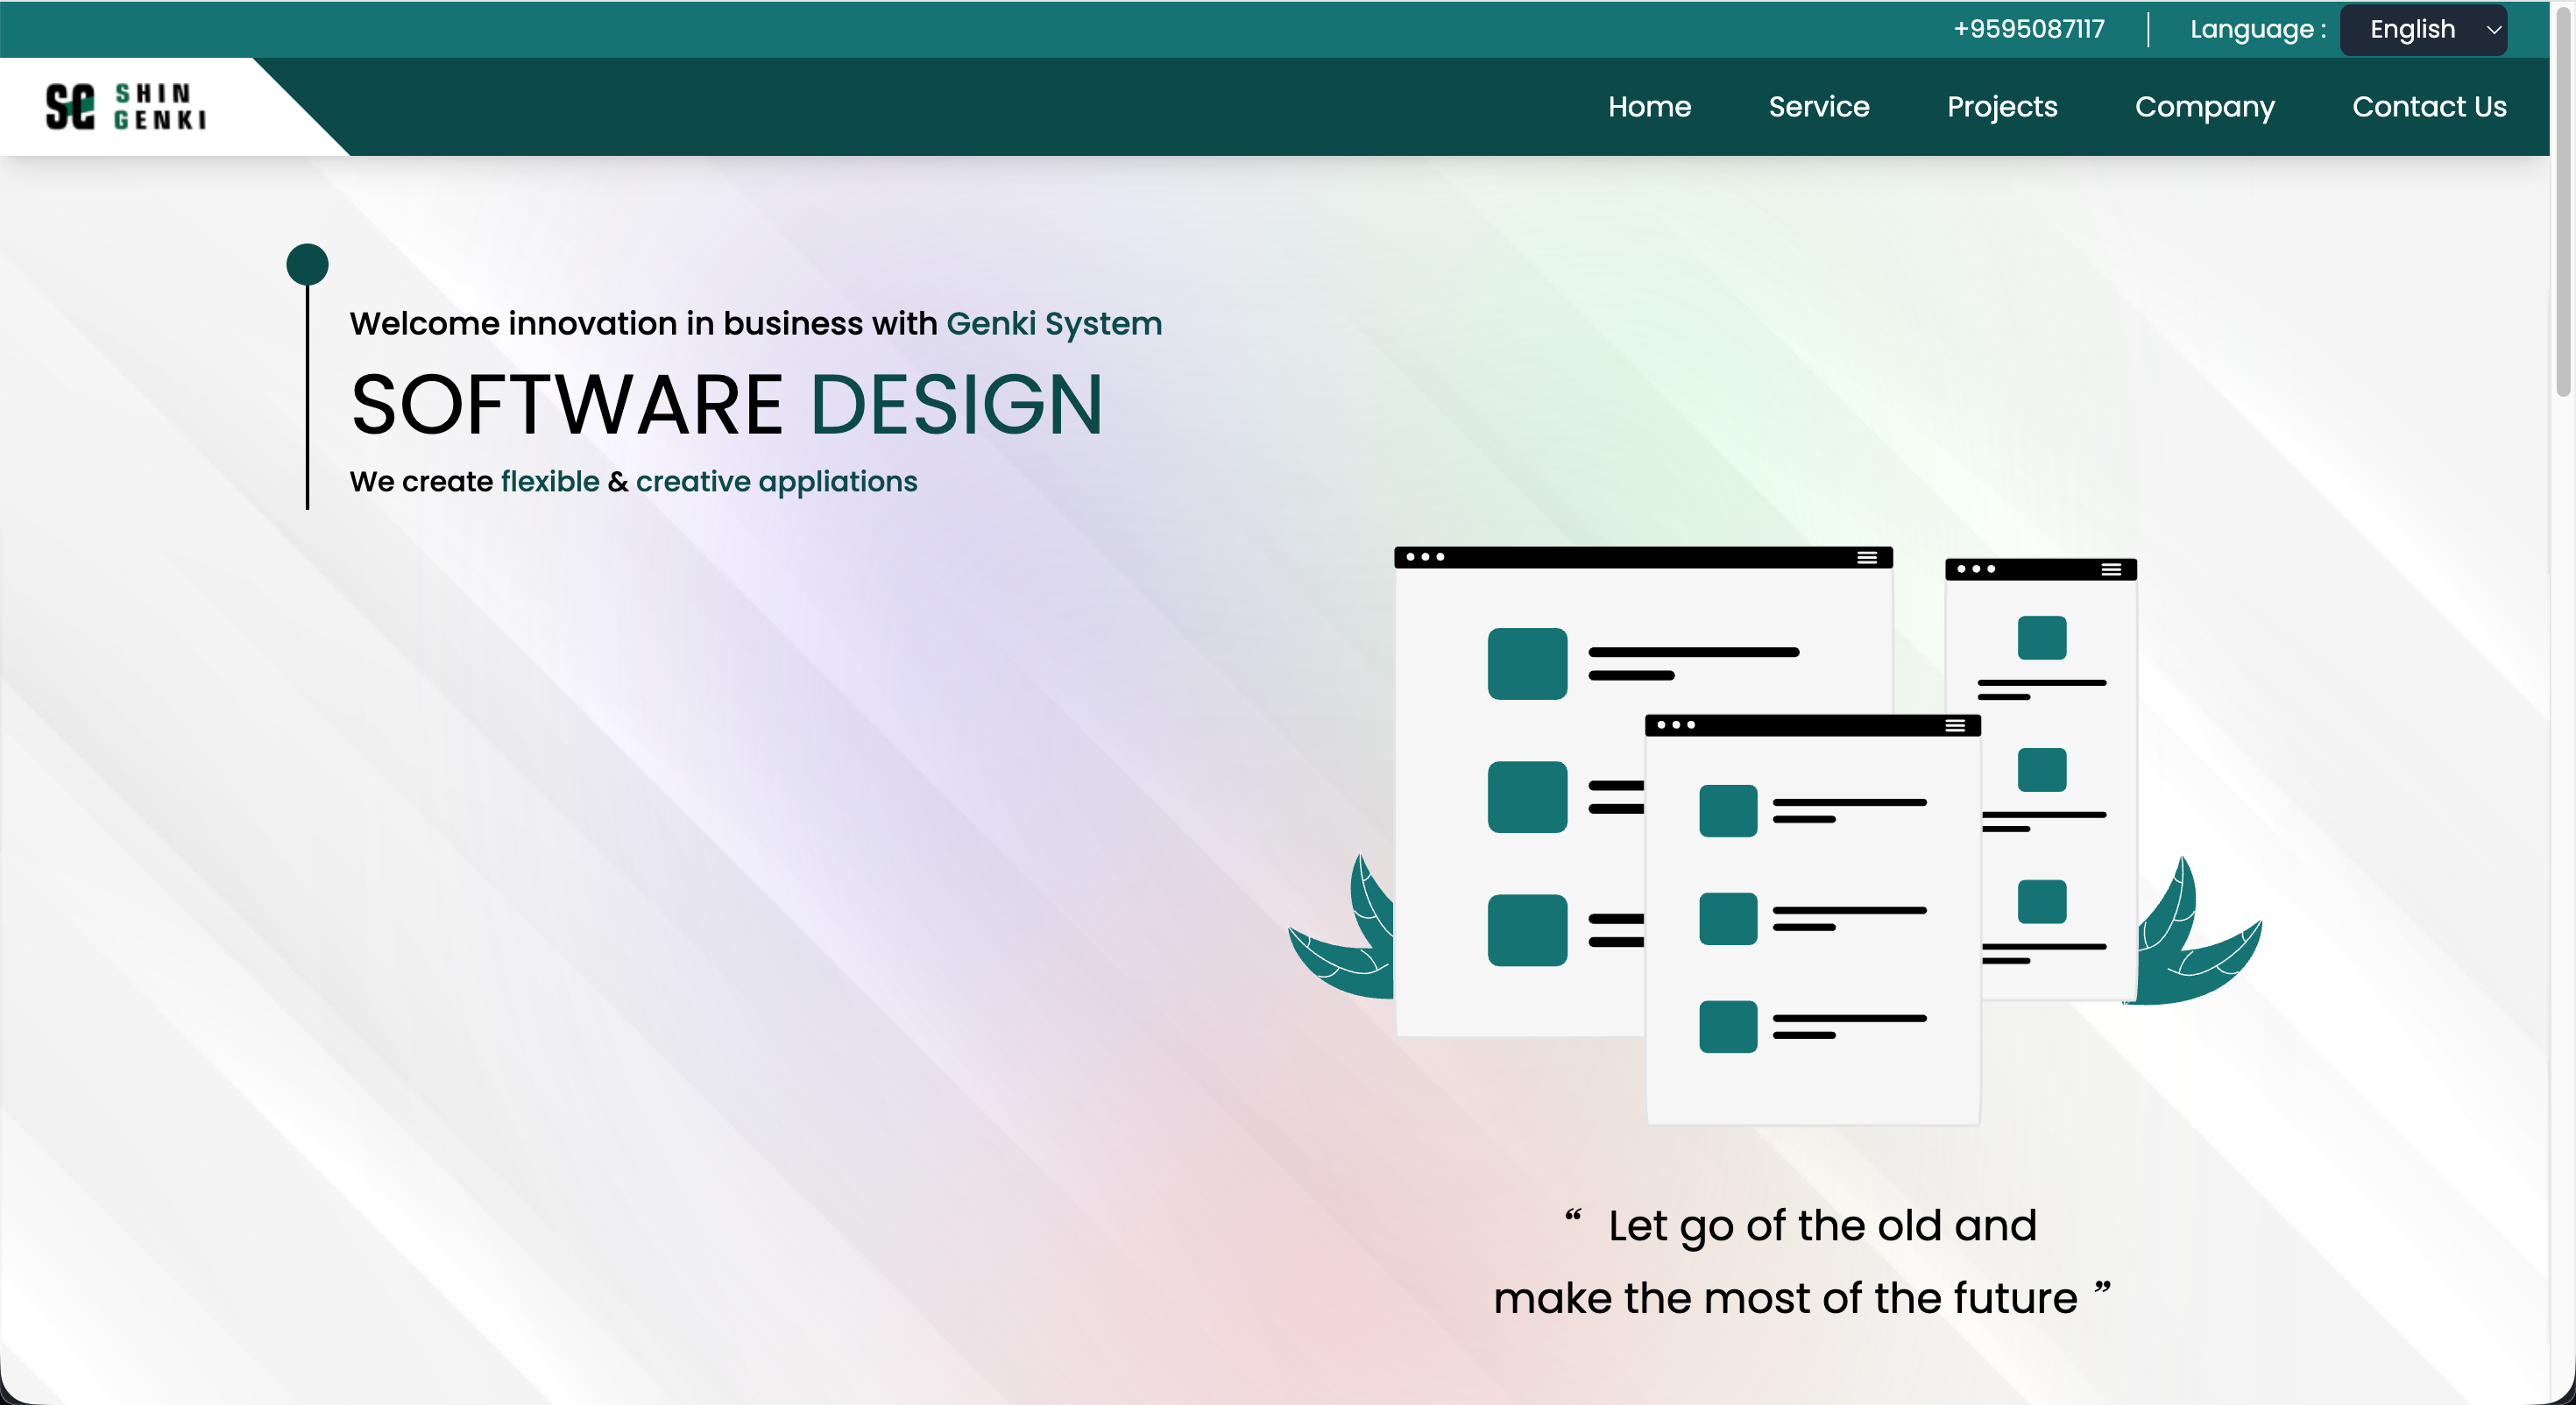 +9595087117
Language :
English
SHIN
GENKI
Home
Service
Projects
Company
Contact Us
Welcome innovation in business with Genki System
SOFTWARE DESIGN
We create flexible & creative appliations
“ Let go of the old and
make the most of the future ”